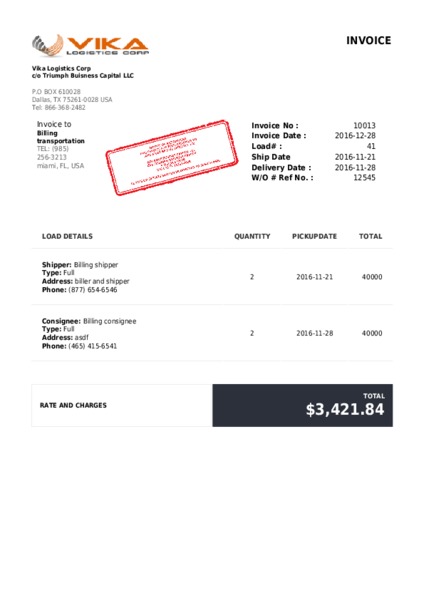 VIKA
LOGISTICS CORP
INVOICE
Vika Logistics Corp
c/o Triumph Buisness Capital LLC
P.O BOX 610028
Dallas, TX 75261-0028 USA
Tel: 866-368-2482
Invoice to
Billing
transportation
TEL: (985)
256-3213
miami, FL, USA
Invoice No : 10013
Invoice Date : 2016-12-28
Load# : 41
Ship Date 2016-11-21
Delivery Date : 2016-11-28
W/O # Ref No. : 12545
LOAD DETAILS QUANTITY PICKUPDATE TOTAL
Shipper: Billing shipper
Type: Full
Address: biller and shipper
Phone: (877) 654-6546
2 2016-11-21 40000
Consignee: Billing consignee
Type: Full
Address: asdf
Phone: (465) 415-6541
2 2016-11-28 40000
RATE AND CHARGES
TOTAL
$3,421.84